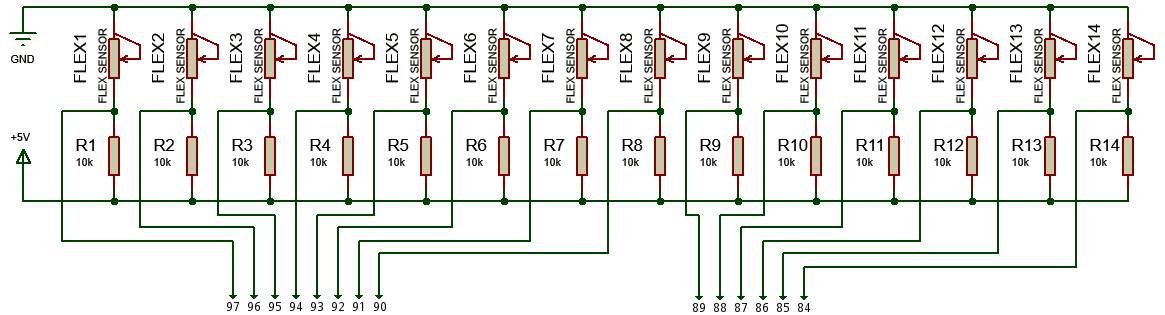 GND
FLEX1
FLEX SENSOR
FLEX2
FLEX SENSOR
FLEX3
FLEX SENSOR
FLEX4
FLEX SENSOR
FLEX5
FLEX SENSOR
FLEX6
FLEX SENSOR
FLEX7
FLEX SENSOR
FLEX8
FLEX SENSOR
FLEX9
FLEX SENSOR
FLEX10
FLEX SENSOR
FLEX11
FLEX SENSOR
FLEX12
FLEX SENSOR
FLEX13
FLEX SENSOR
FLEX14
FLEX SENSOR
+5V
R1
10k
R2
10k
R3
10k
R4
10k
R5
10k
R6
10k
R7
10k
R8
10k
R9
10k
R10
10k
R11
10k
R12
10k
R13
10k
R14
10k
97 96 95 94 93 92 91 90 89 88 87 86 85 84